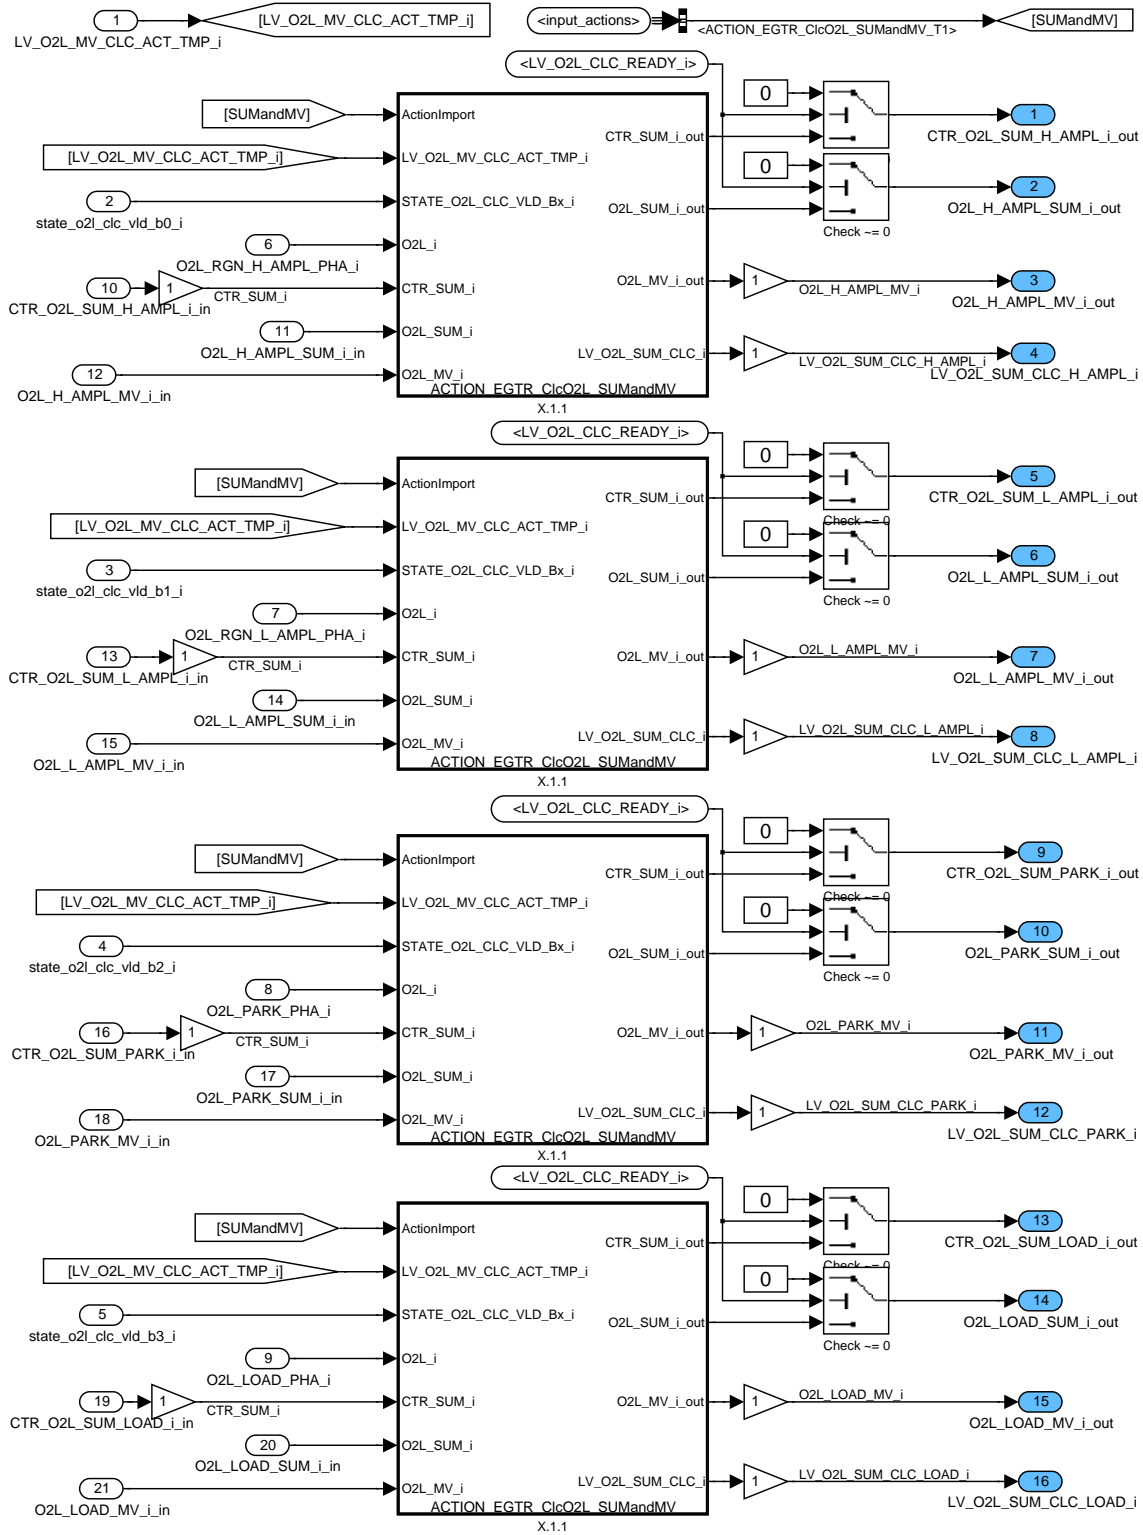 1
LV_O2L_MV_CLC_ACT_TMP_i
[LV_O2L_MV_CLC_ACT_TMP_i]
<input_actions>
<ACTION_EGTR_ClcO2L_SUMandMV_T1>
[SUMandMV]
<LV_O2L_CLC_READY_i>
[SUMandMV]
[LV_O2L_MV_CLC_ACT_TMP_i]
2
state_o2l_clc_vld_b0_i
6
O2L_RGN_H_AMPL_PHA_i
10
CTR_O2L_SUM_H_AMPL_i_in
1
CTR_SUM_i
11
O2L_H_AMPL_SUM_i_in
12
O2L_H_AMPL_MV_i_in
ActionImport
LV_O2L_MV_CLC_ACT_TMP_i
STATE_O2L_CLC_VLD_Bx_i
O2L_i
CTR_SUM_i
O2L_SUM_i
O2L_MV_i
CTR_SUM_i_out
O2L_SUM_i_out
O2L_MV_i_out
LV_O2L_SUM_CLC_i
ACTION_EGTR_ClcO2L_SUMandMV
X.1.1
0
0
Check ~= 0
1
O2L_H_AMPL_MV_i
1
LV_O2L_SUM_CLC_H_AMPL_i
1
CTR_O2L_SUM_H_AMPL_i_out
2
O2L_H_AMPL_SUM_i_out
3
O2L_H_AMPL_MV_i_out
4
LV_O2L_SUM_CLC_H_AMPL_i
<LV_O2L_CLC_READY_i>
[SUMandMV]
[LV_O2L_MV_CLC_ACT_TMP_i]
3
state_o2l_clc_vld_b1_i
7
O2L_RGN_L_AMPL_PHA_i
13
CTR_O2L_SUM_L_AMPL_i_in
1
CTR_SUM_i
14
O2L_L_AMPL_SUM_i_in
15
O2L_L_AMPL_MV_i_in
ActionImport
LV_O2L_MV_CLC_ACT_TMP_i
STATE_O2L_CLC_VLD_Bx_i
O2L_i
CTR_SUM_i
O2L_SUM_i
O2L_MV_i
CTR_SUM_i_out
O2L_SUM_i_out
O2L_MV_i_out
LV_O2L_SUM_CLC_i
ACTION_EGTR_ClcO2L_SUMandMV
X.1.1
0
Check ~= 0
0
Check ~= 0
1
O2L_L_AMPL_MV_i
1
LV_O2L_SUM_CLC_L_AMPL_i
5
CTR_O2L_SUM_L_AMPL_i_out
6
O2L_L_AMPL_SUM_i_out
7
O2L_L_AMPL_MV_i_out
8
LV_O2L_SUM_CLC_L_AMPL_i
<LV_O2L_CLC_READY_i>
[SUMandMV]
[LV_O2L_MV_CLC_ACT_TMP_i]
4
state_o2l_clc_vld_b2_i
8
O2L_PARK_PHA_i
16
CTR_O2L_SUM_PARK_i_in
1
CTR_SUM_i
17
O2L_PARK_SUM_i_in
18
O2L_PARK_MV_i_in
ActionImport
LV_O2L_MV_CLC_ACT_TMP_i
STATE_O2L_CLC_VLD_Bx_i
O2L_i
CTR_SUM_i
O2L_SUM_i
O2L_MV_i
CTR_SUM_i_out
O2L_SUM_i_out
O2L_MV_i_out
LV_O2L_SUM_CLC_i
ACTION_EGTR_ClcO2L_SUMandMV
X.1.1
0
Check ~= 0
0
Check ~= 0
1
O2L_PARK_MV_i
1
LV_O2L_SUM_CLC_PARK_i
9
CTR_O2L_SUM_PARK_i_out
10
O2L_PARK_SUM_i_out
11
O2L_PARK_MV_i_out
12
LV_O2L_SUM_CLC_PARK_i
<LV_O2L_CLC_READY_i>
[SUMandMV]
[LV_O2L_MV_CLC_ACT_TMP_i]
5
state_o2l_clc_vld_b3_i
9
O2L_LOAD_PHA_i
19
CTR_O2L_SUM_LOAD_i_in
1
CTR_SUM_i
20
O2L_LOAD_SUM_i_in
21
O2L_LOAD_MV_i_in
ActionImport
LV_O2L_MV_CLC_ACT_TMP_i
STATE_O2L_CLC_VLD_Bx_i
O2L_i
CTR_SUM_i
O2L_SUM_i
O2L_MV_i
CTR_SUM_i_out
O2L_SUM_i_out
O2L_MV_i_out
LV_O2L_SUM_CLC_i
ACTION_EGTR_ClcO2L_SUMandMV
X.1.1
0
Check ~= 0
0
Check ~= 0
1
O2L_LOAD_MV_i
1
LV_O2L_SUM_CLC_LOAD_i
13
CTR_O2L_SUM_LOAD_i_out
14
O2L_LOAD_SUM_i_out
15
O2L_LOAD_MV_i_out
16
LV_O2L_SUM_CLC_LOAD_i